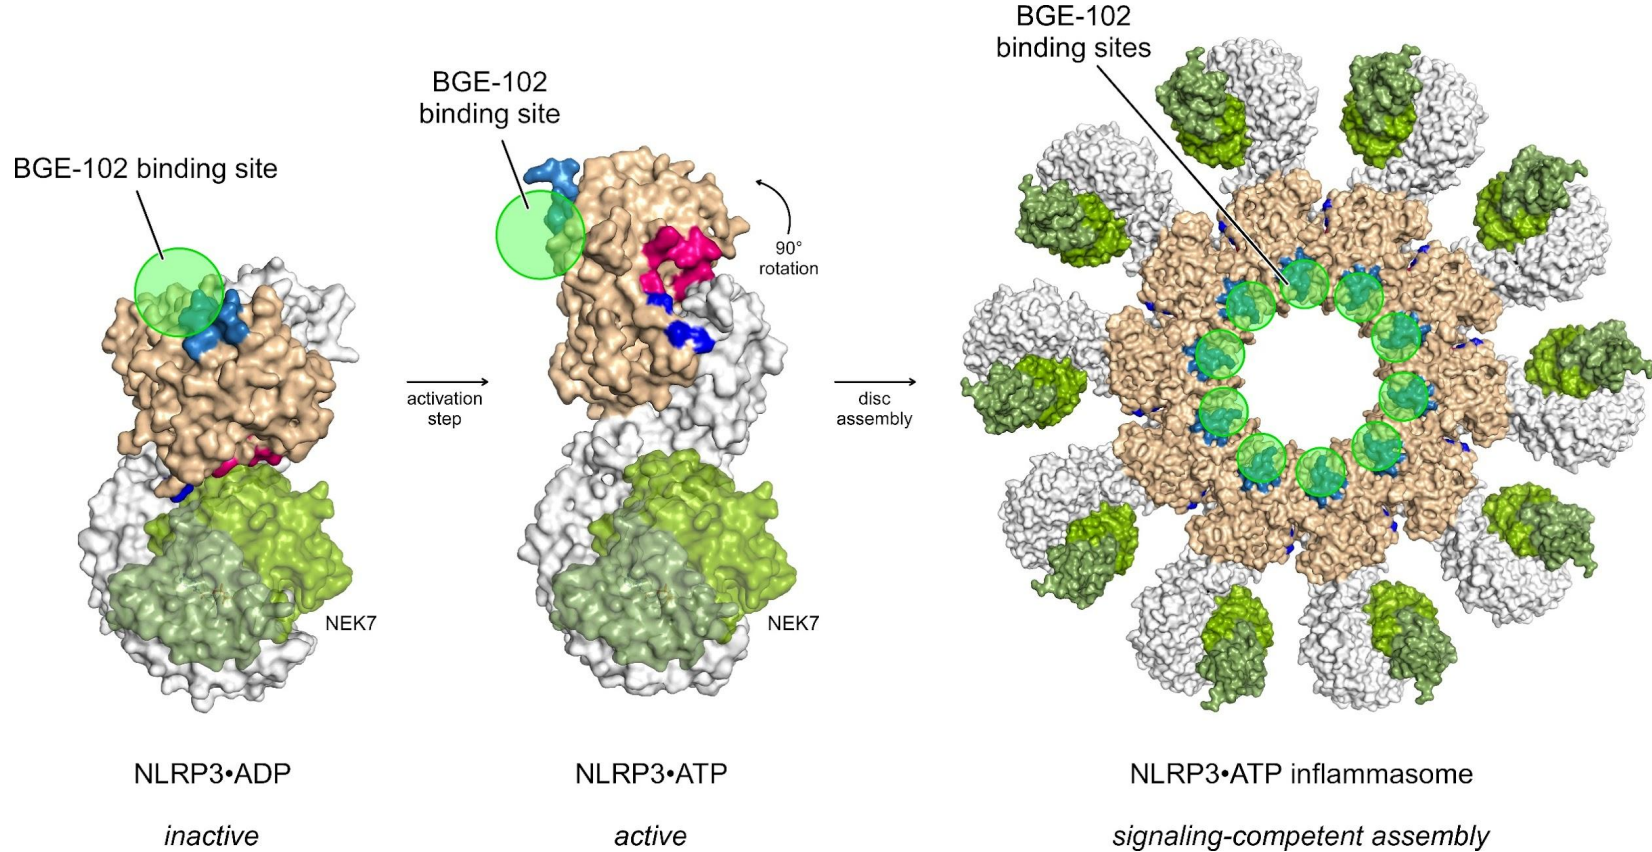 BGE-102 binding site
BGE-102
binding site
BGE-102
binding sites
90°
rotation
activation
step
disc
assembly
NEK7
NEK7
NLRP3•ADP
NLRP3•ATP
NLRP3•ATP inflammasome
inactive
active
signaling-competent assembly